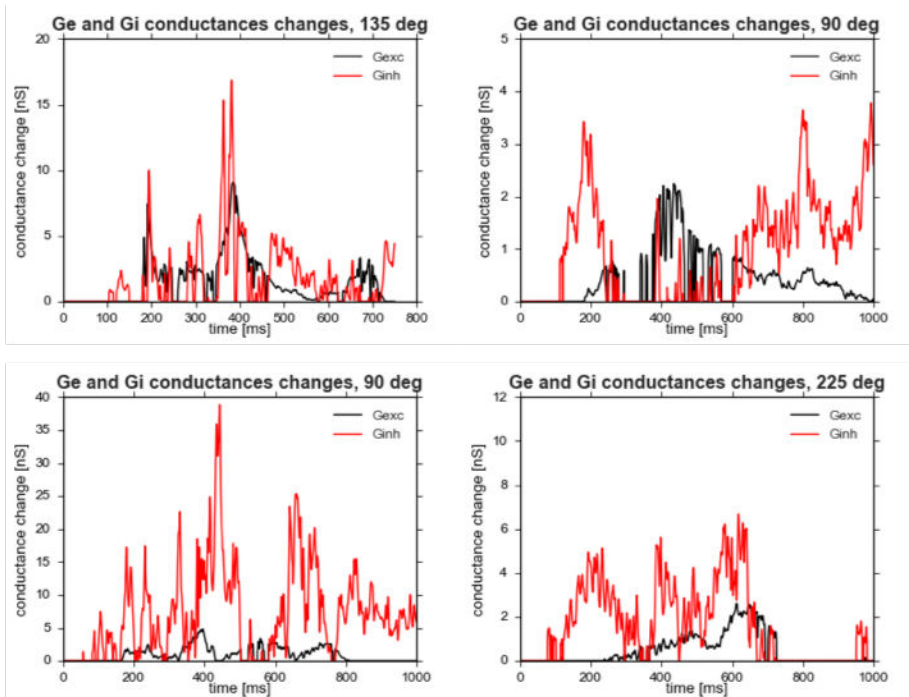 Ge and Gi conductances changes, 135 deg
20
15
10
5
0
conductance change [nS]
Gexc
Ginh
0 100 200 300 400 500 600 700 800
time [ms]
Ge and Gi conductances changes, 90 deg
5
4
3
2
1
0
conductance change [nS]
Gexc
Ginh
0 200 400 600 800 1000
time [ms]
Ge and Gi conductances changes, 90 deg
40
35
30
25
20
15
10
5
0
conductance change [nS]
Gexc
Ginh
0 200 400 600 800 1000
time [ms]
Ge and Gi conductances changes, 225 deg
12
10
8
6
4
2
0
conductance change [nS]
Gexc
Ginh
0 200 400 600 800 1000
time [ms]